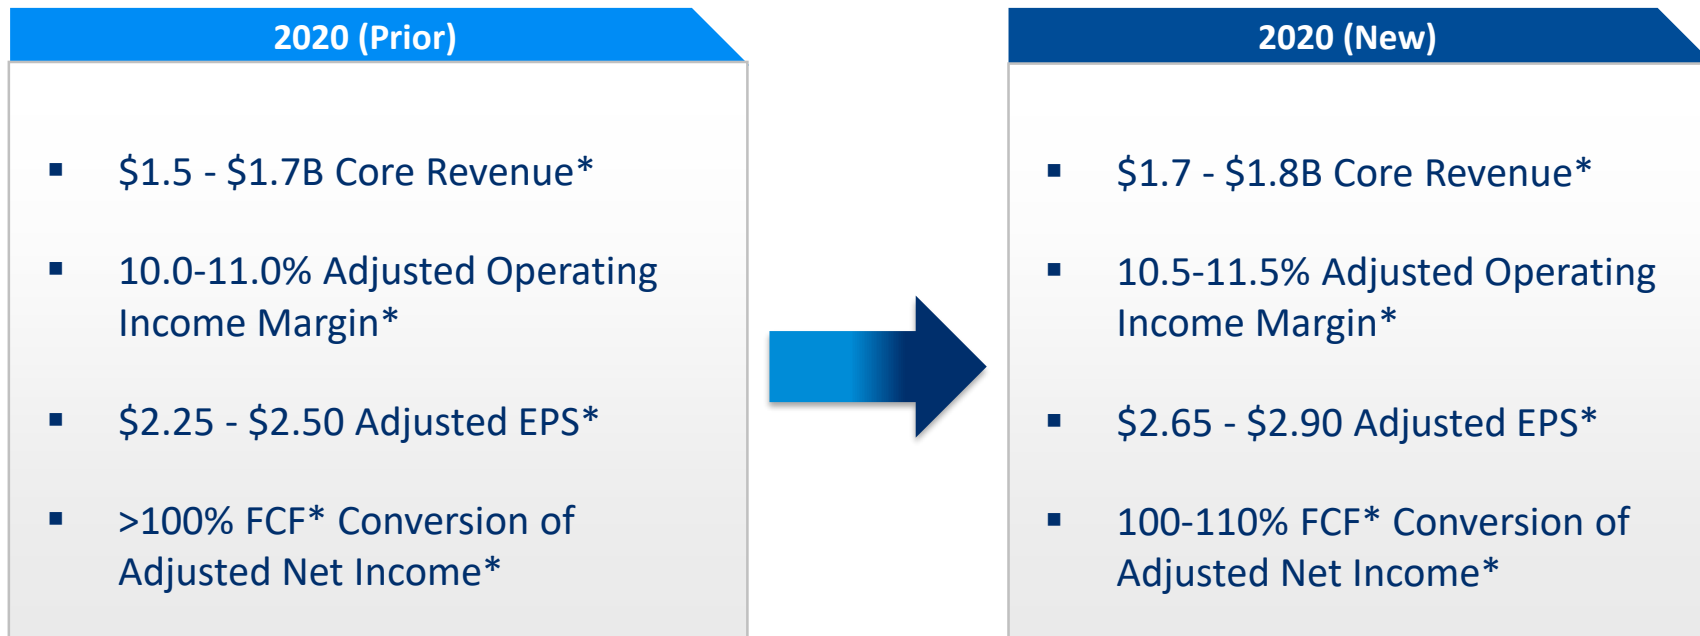 2020 (Prior)
▪ $1.5 - $1.7B Core Revenue*
▪ 10.0-11.0% Adjusted Operating
Income Margin*
▪ $2.25 - $2.50 Adjusted EPS*
▪ >100% FCF* Conversion of
Adjusted Net Income*
2020 (New)
▪ $1.7 - $1.8B Core Revenue*
▪ 10.5-11.5% Adjusted Operating
Income Margin*
▪ $2.65 - $2.90 Adjusted EPS*
▪ 100-110% FCF* Conversion of
Adjusted Net Income*